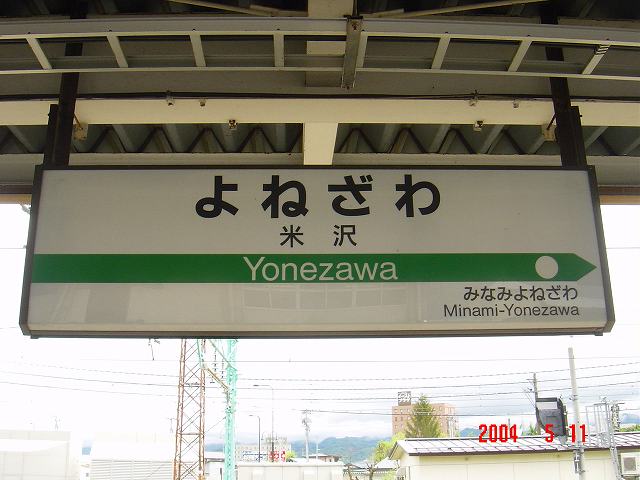 よねざわ
米沢
Yonezawa
みなみよねざわ
Minami-Yonezawa
2004 5 11